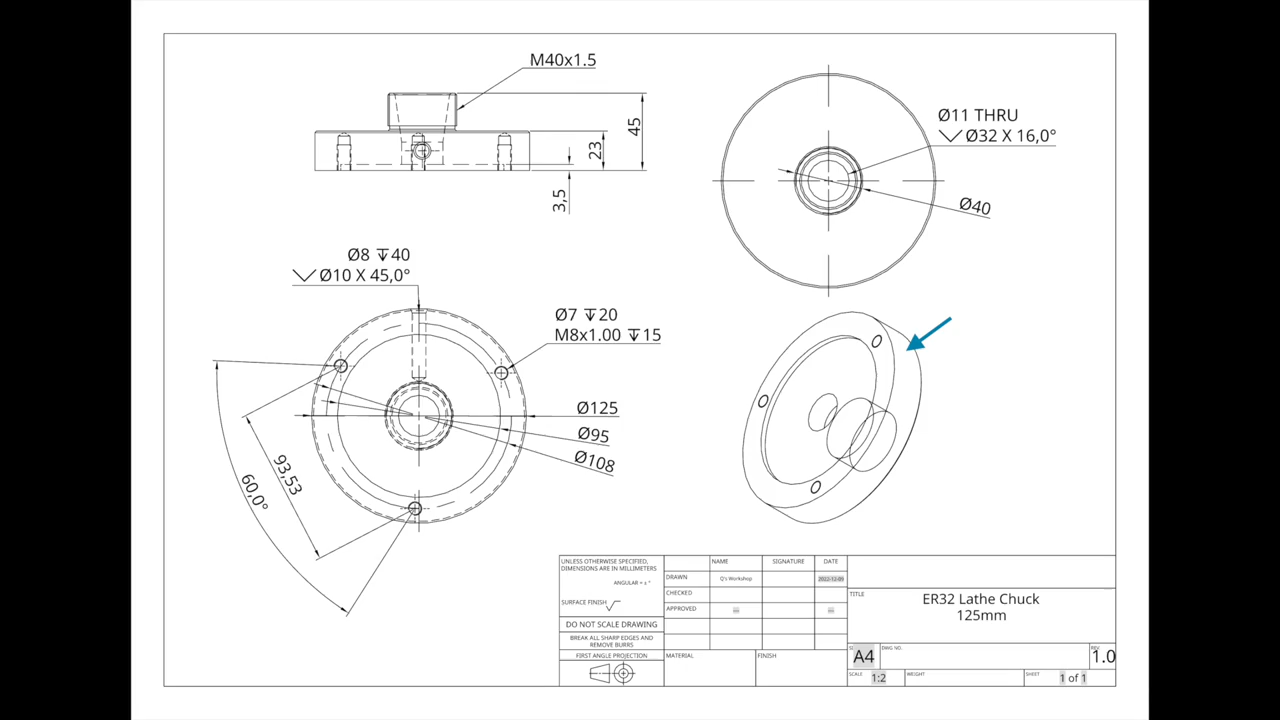 M40x1.5
45
23
3,5
Ø11 THRU
Ø32 X 16,0°
Ø40
Ø8 ↧40
Ø10 X 45,0°
Ø7 ↧20
M8x1.00 ↧15
Ø125
Ø95
Ø108
93,53
60,0°
UNLESS OTHERWISE SPECIFIED,
DIMENSIONS ARE IN MILLIMETERS
ANGULAR = ± °
SURFACE FINISH
DO NOT SCALE DRAWING
BREAK ALL SHARP EDGES AND
REMOVE BURRS
FIRST ANGLE PROJECTION
NAME SIGNATURE DATE
DRAWN Q's Workshop 2022-12-09
CHECKED
APPROVED
MATERIAL FINISH
TITLE
ER32 Lathe Chuck
125mm
A4 DWG NO. REV. 1.0
SCALE 1:2 WEIGHT SHEET 1 of 1